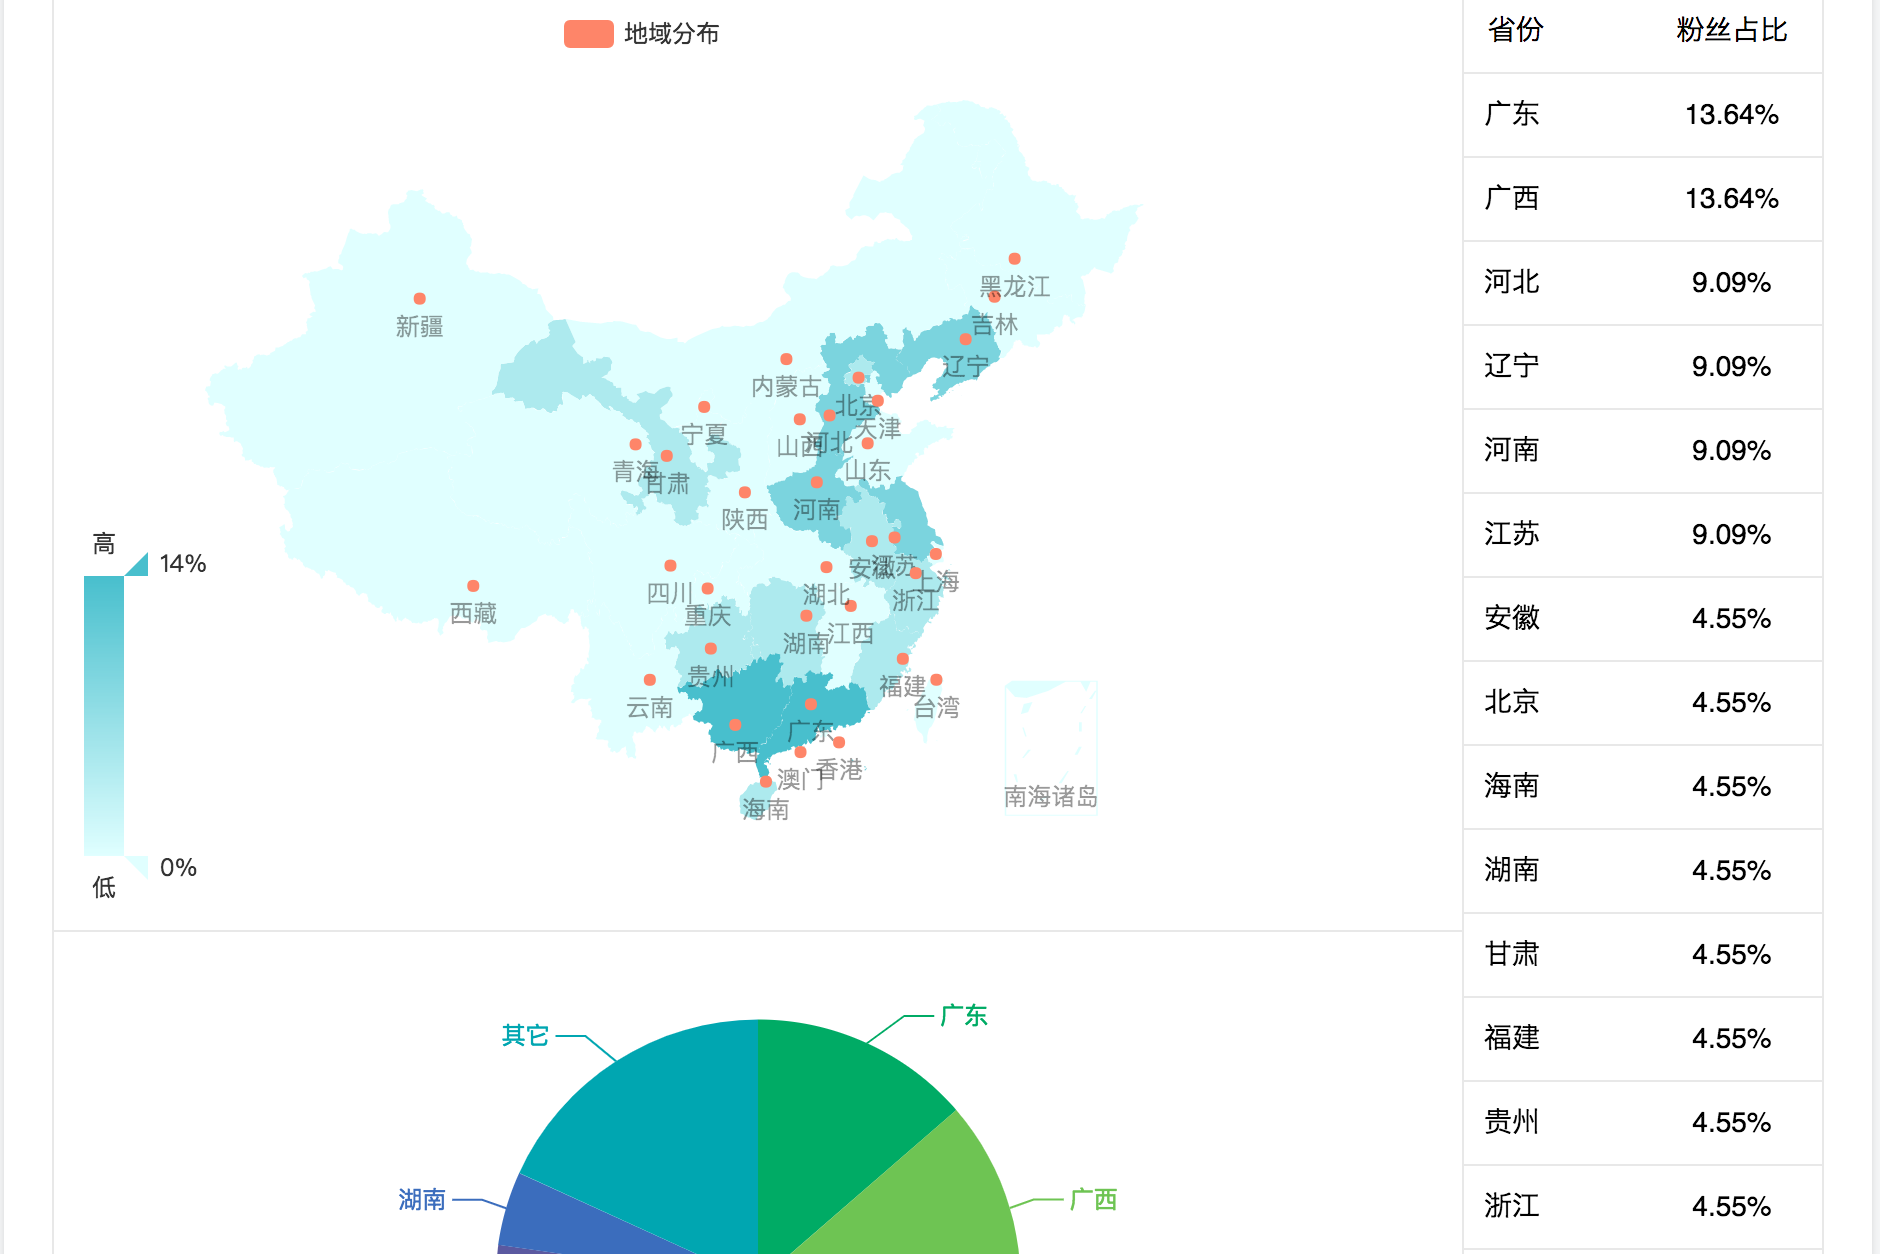 地域分布
黑龙江
吉林
新疆
辽宁
内蒙古
北京
天津
宁夏
山西
河北
山东
青海
甘肃
陕西
河南
安徽
江苏
上海
四川
湖北
浙江
西藏
重庆
湖南
江西
贵州
福建
云南
台湾
广东
广西
澳门
香港
海南
南海诸岛
高
14%
0%
低
其它
广东
湖南
广西
省份 粉丝占比
广东 13.64%
广西 13.64%
河北 9.09%
辽宁 9.09%
河南 9.09%
江苏 9.09%
安徽 4.55%
北京 4.55%
海南 4.55%
湖南 4.55%
甘肃 4.55%
福建 4.55%
贵州 4.55%
浙江 4.55%